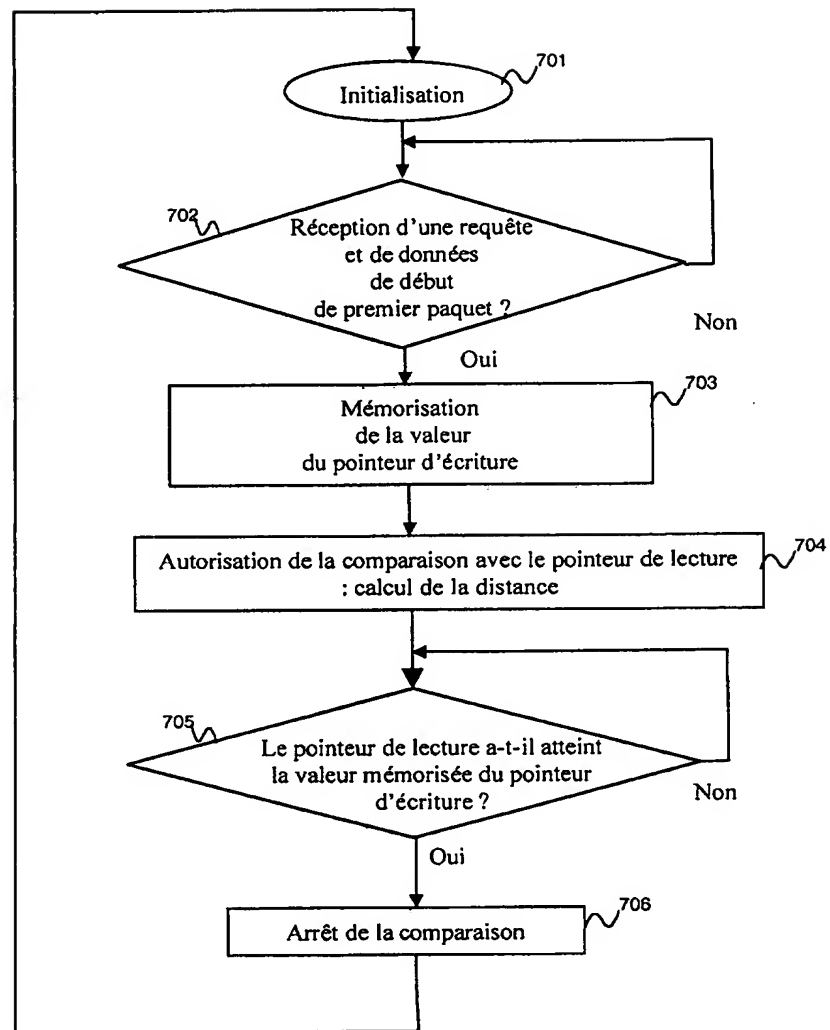 701
Initialisation
702
Réception d'une requête
et de données
de début
de premier paquet ?
Non
Oui
703
Mémorisation
de la valeur
du pointeur d'écriture
704
Autorisation de la comparaison avec le pointeur de lecture
: calcul de la distance
705
Le pointeur de lecture a-t-il atteint
la valeur mémorisée du pointeur
d'écriture ?
Non
Oui
706
Arrêt de la comparaison